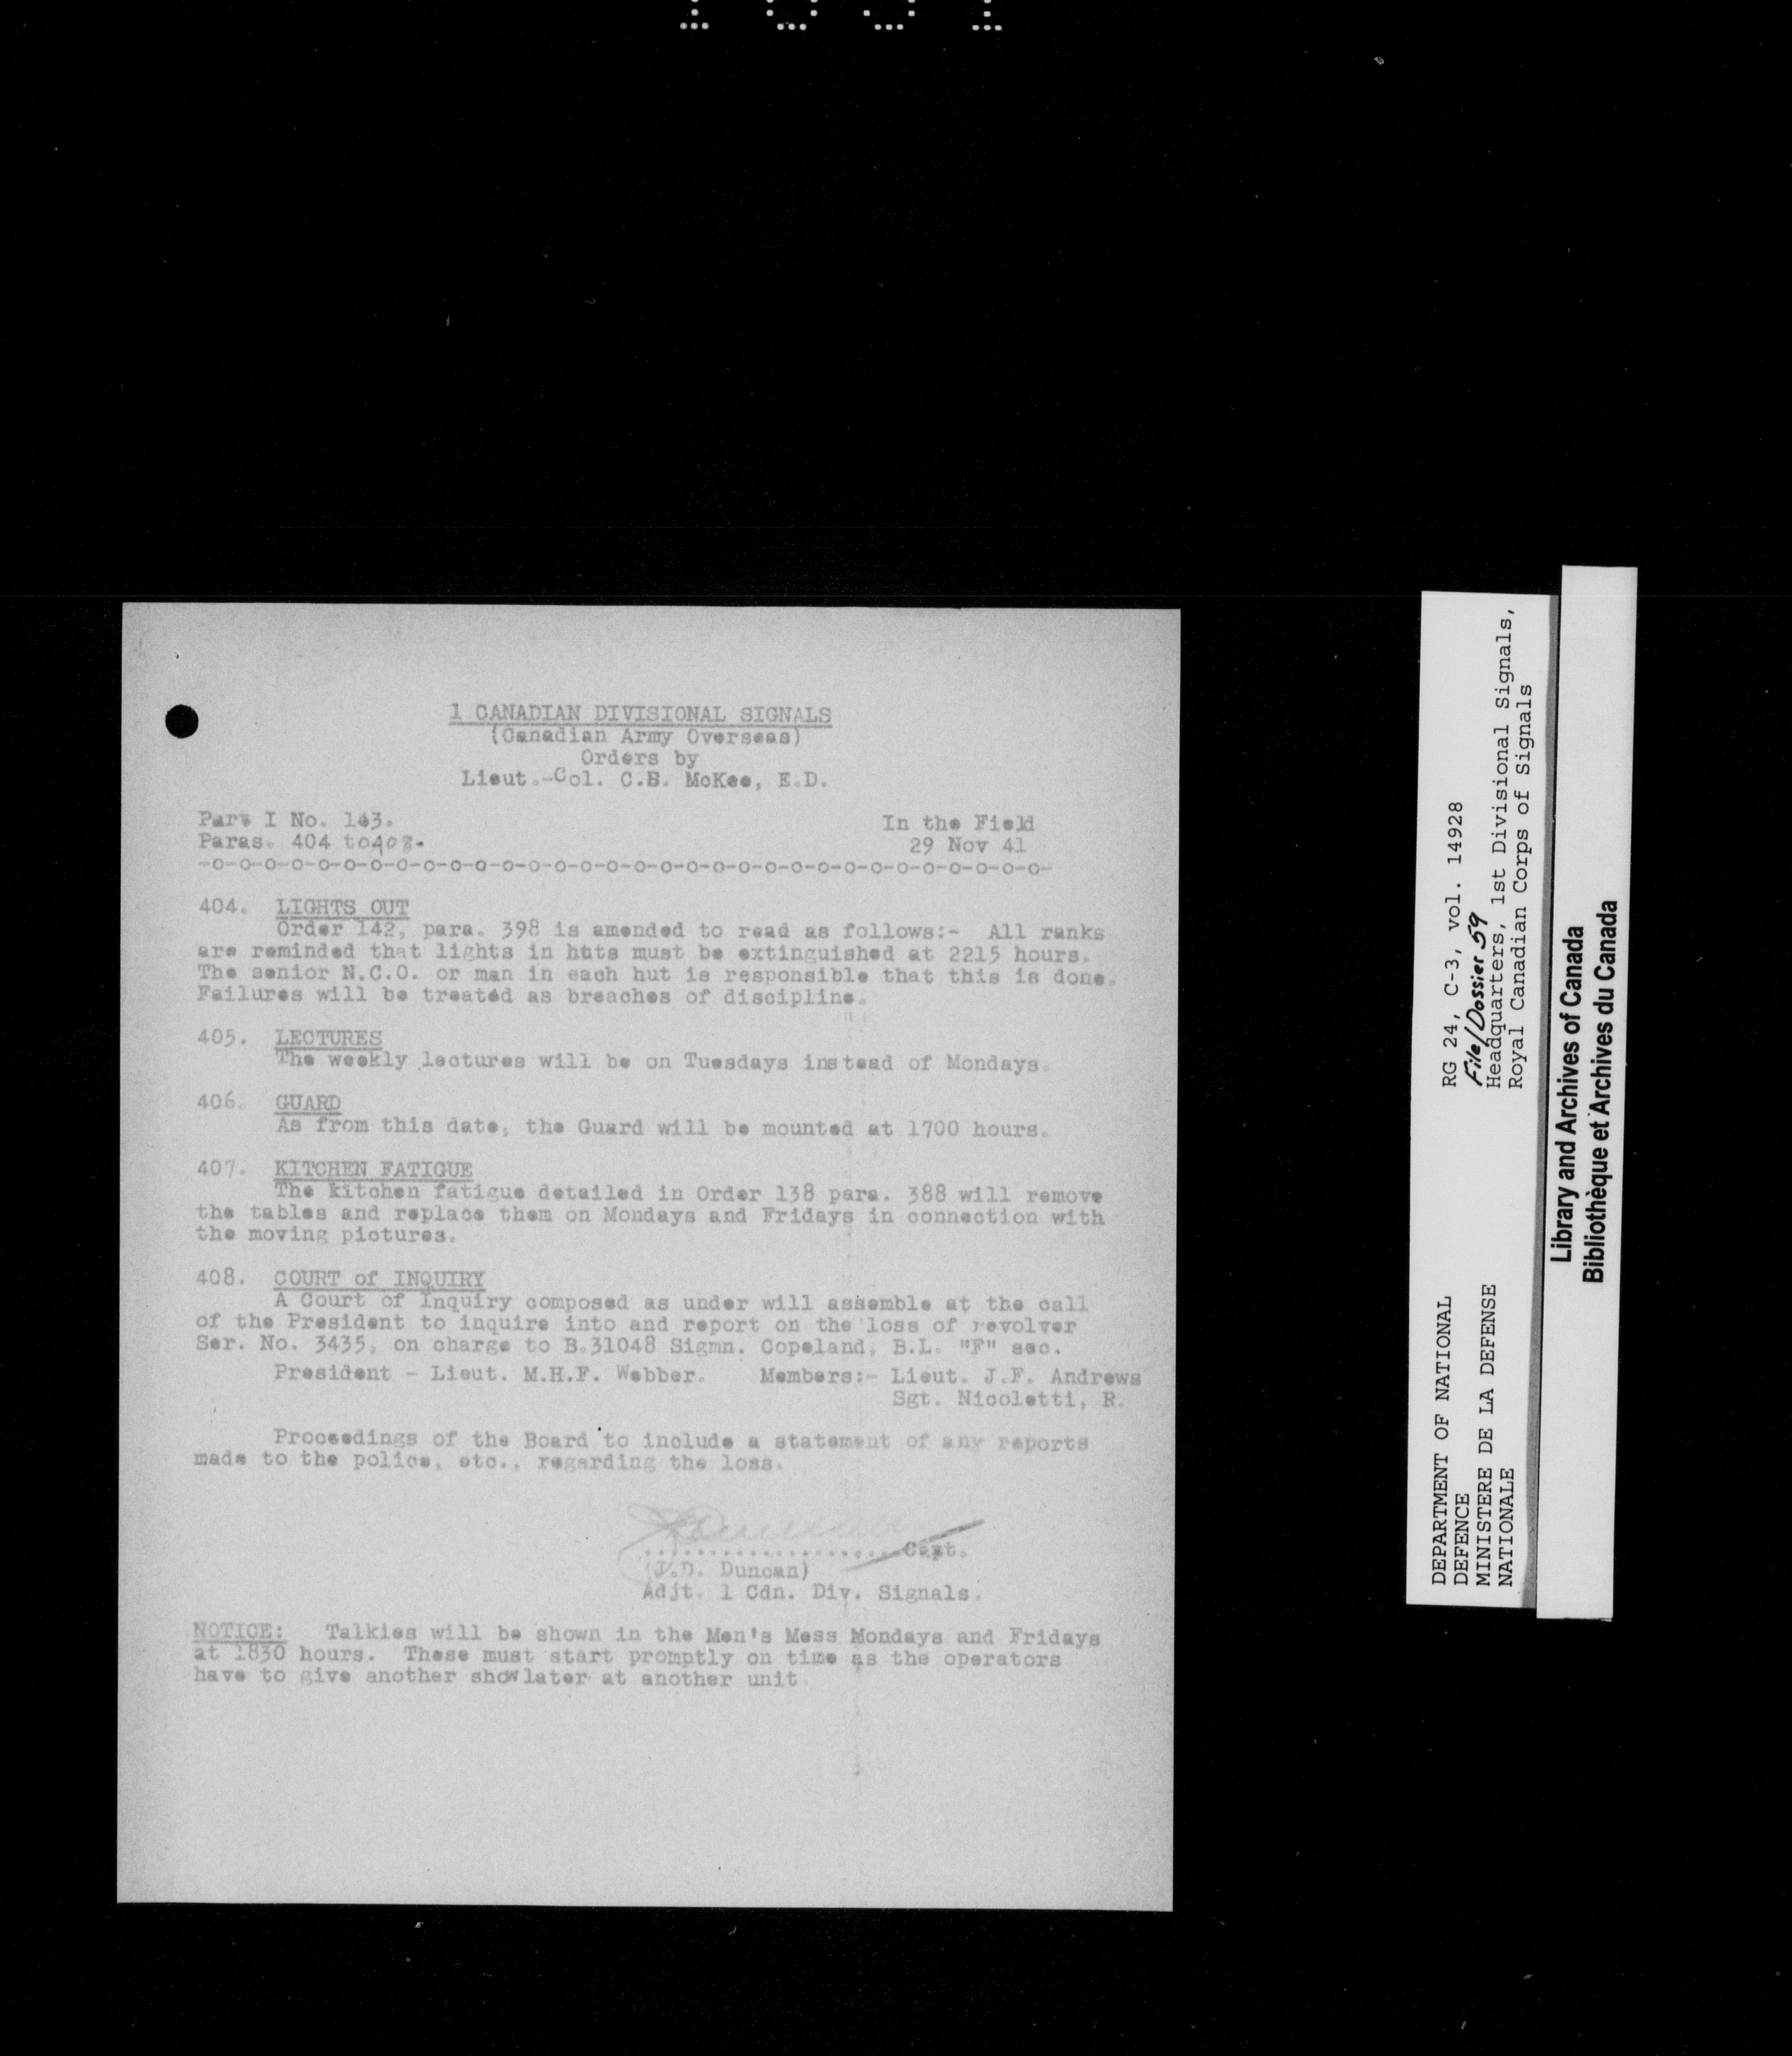 1 CANADIAN DIVISIONAL SIGNALS
(Canadian Army Overseas)
Orders by
Lieut.-Col. C.B. McKee, E.D.
Part I No. 143.
In the Field
Paras. 404 to 408.
29 Nov 41
-o-o-o-o-o-o-o-o-o-o-o-o-o-o-o-o-o-o-o-o-o-o-o-o-o-o-o-o-o-o-o-o-
404. LIGHTS OUT
Order 142, para. 398 is amended to read as follows:- All ranks
are reminded that lights in huts must be extinguished at 2215 hours.
The senior N.C.O. or man in each hut is responsible that this is done.
Failures will be treated as breaches of discipline.
405. LECTURES
The weekly lectures will be on Tuesdays instead of Mondays.
406. GUARD
As from this date, the Guard will be mounted at 1700 hours.
407. KITCHEN FATIGUE
The kitchen fatigue detailed in Order 138 para. 388 will remove
the tables and replace them on Mondays and Fridays in connection with
the moving pictures.
408. COURT of INQUIRY
A Court of Inquiry composed as under will assemble at the call
of the President to inquire into and report on the loss of revolver
Ser. No. 3435, on charge to B.31048 Sigmn. Copeland, B.L. "F" sec.
President - Lieut. M.H.F. Webber. Members:- Lieut. J.F. Andrews
Sgt. Nicoletti, R.
Proceedings of the Board to include a statement of any reports
made to the police, etc., regarding the loss.
....................Capt.
(J.D. Duncan)
Adjt. 1 Cdn. Div. Signals.
NOTICE: Talkies will be shown in the Men's Mess Mondays and Fridays
at 1830 hours. These must start promptly on time as the operators
have to give another show later at another unit
DEPARTMENT OF NATIONAL
DEFENCE
MINISTERE DE LA DEFENSE
NATIONALE
RG 24, C-3, vol. 14928
File/Dossier 59
Headquarters, 1st Divisional Signals,
Royal Canadian Corps of Signals
Library and Archives of Canada
Bibliothèque et Archives du Canada